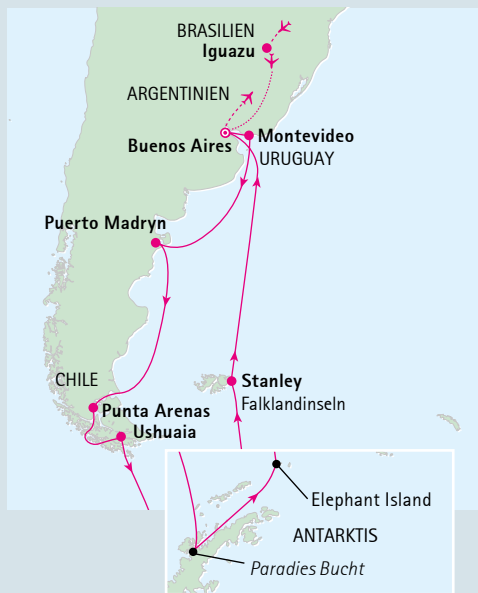 BRASILIEN
Iguazu
ARGENTINIEN
Buenos Aires
Montevideo
URUGUAY
Puerto Madryn
CHILE
Punta Arenas
Ushuaia
Stanley
Falklandinseln
Elephant Island
ANTARKTIS
Paradies Bucht